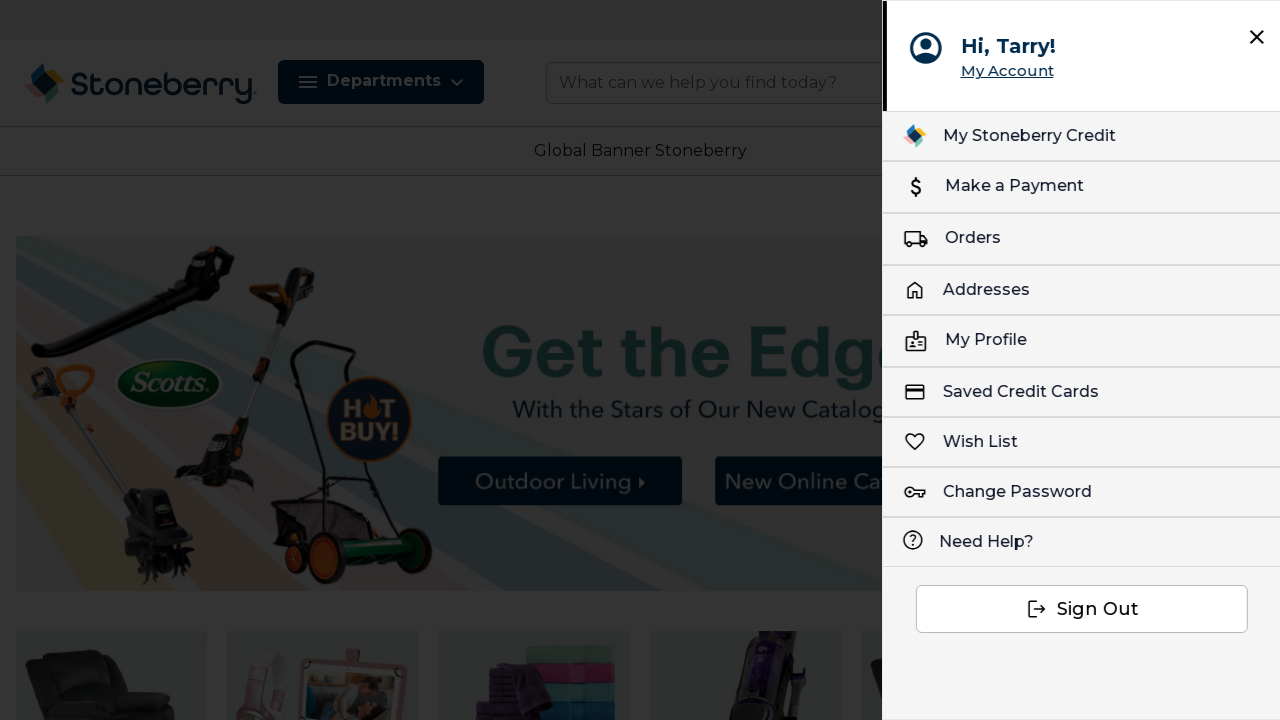 Stoneberry
Departments
What can we help you find today?
Global Banner Stoneberry
Scotts
HOT
BUY!
Get the Edge
With the Stars of Our New Catalog
Outdoor Living
New Online Ca
Hi, Tarry!
My Account
My Stoneberry Credit
Make a Payment
Orders
Addresses
My Profile
Saved Credit Cards
Wish List
Change Password
Need Help?
Sign Out